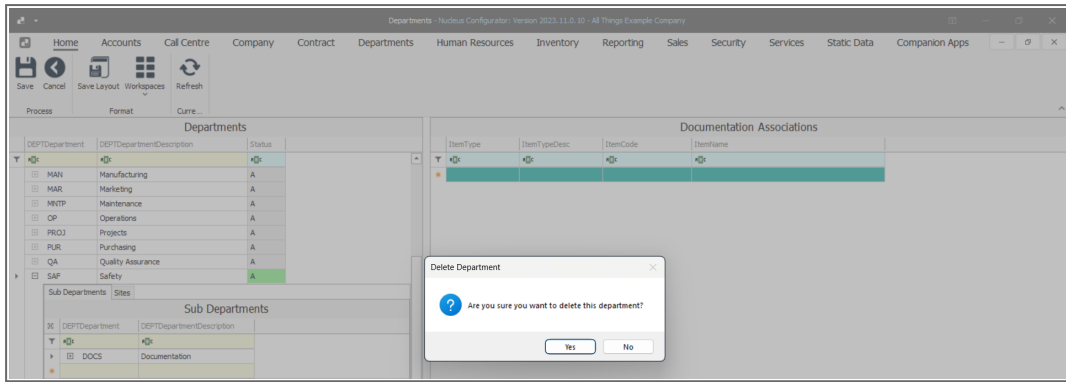 Departments - Nucleus Configurator: Version 2023.11.0.10 - All Things Example Company
Home Accounts Call Centre Company Contract Departments Human Resources Inventory Reporting Sales Security Services Static Data Companion Apps
Save Cancel Save Layout Workspaces Refresh
Process Format Curre...
Departments
DEPTDepartment DEPTDepartmentDescription Status
MAN Manufacturing A
MAR Marketing A
MNTP Maintenance A
OP Operations A
PROJ Projects A
PUR Purchasing A
QA Quality Assurance A
SAF Safety A
Sub Departments Sites
Sub Departments
DEPTDepartment DEPTDepartmentDescription
DOCS Documentation
Documentation Associations
ItemType ItemTypeDesc ItemCode ItemName
Delete Department
Are you sure you want to delete this department?
Yes No